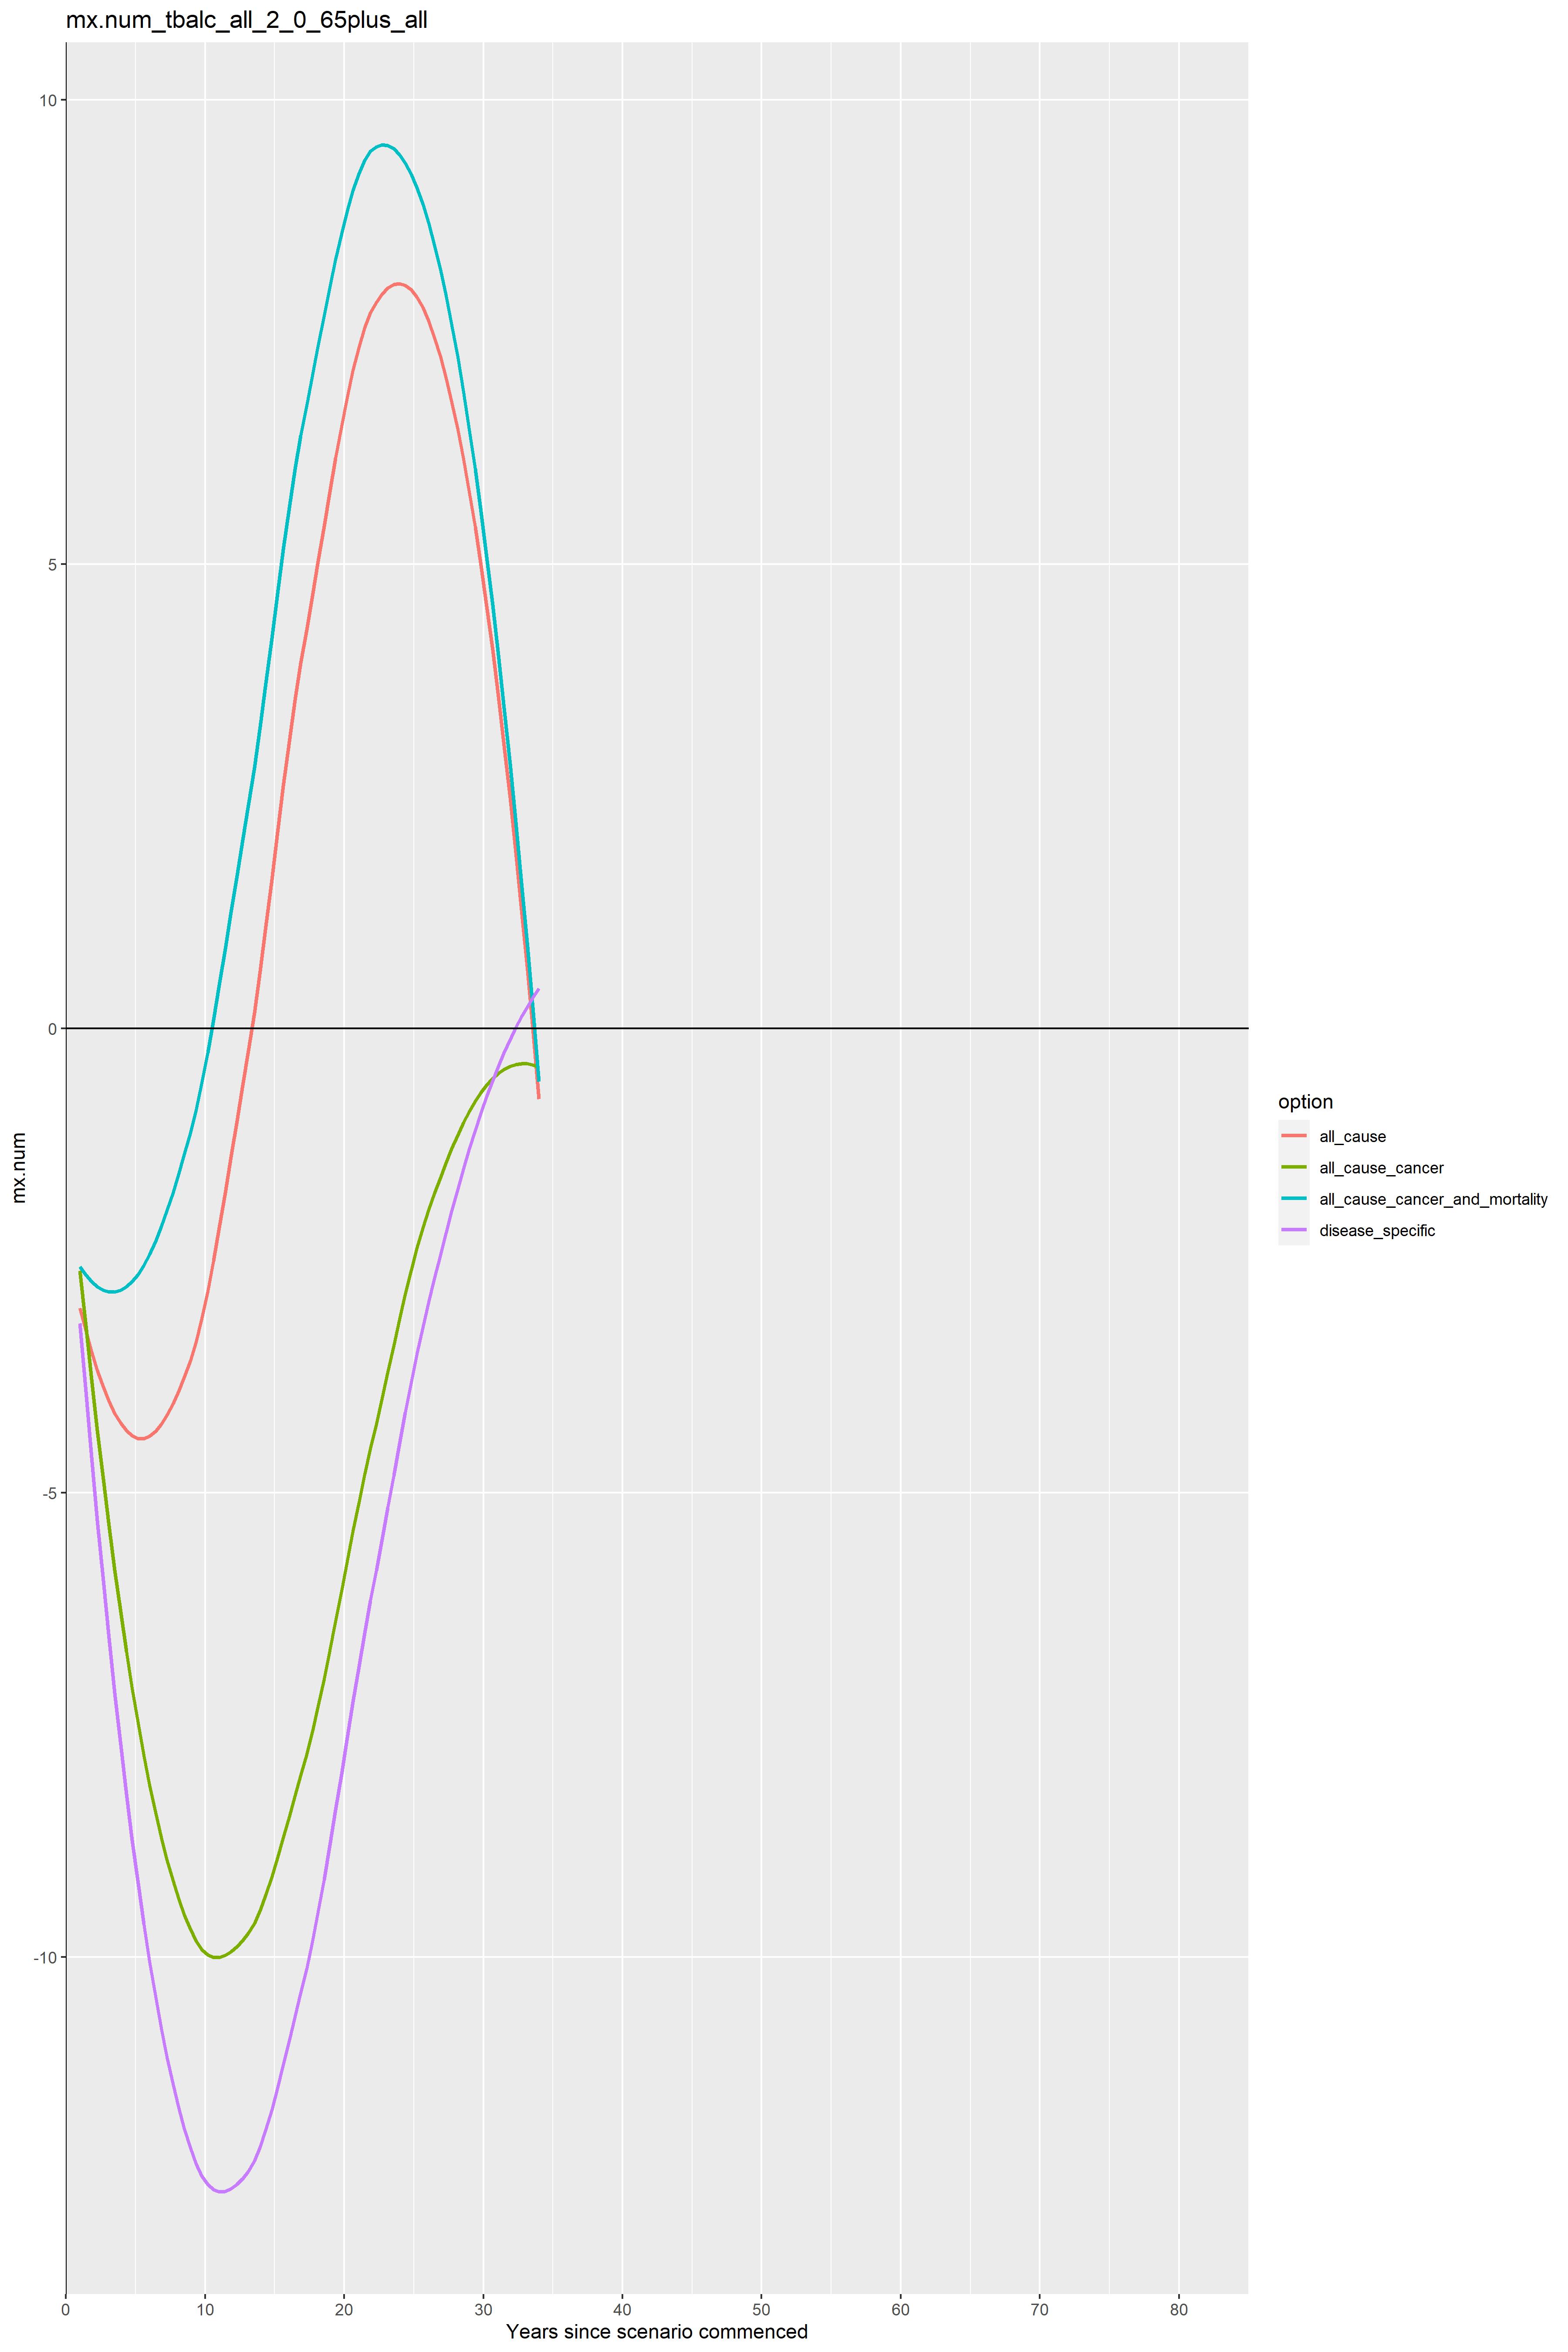 mx.num_tbalc_all_2_0_65plus_all
10
5
0
-5
-10
mx.num
0 10 20 30 40 50 60 70 80
Years since scenario commenced
option
all_cause
all_cause_cancer
all_cause_cancer_and_mortality
disease_specific